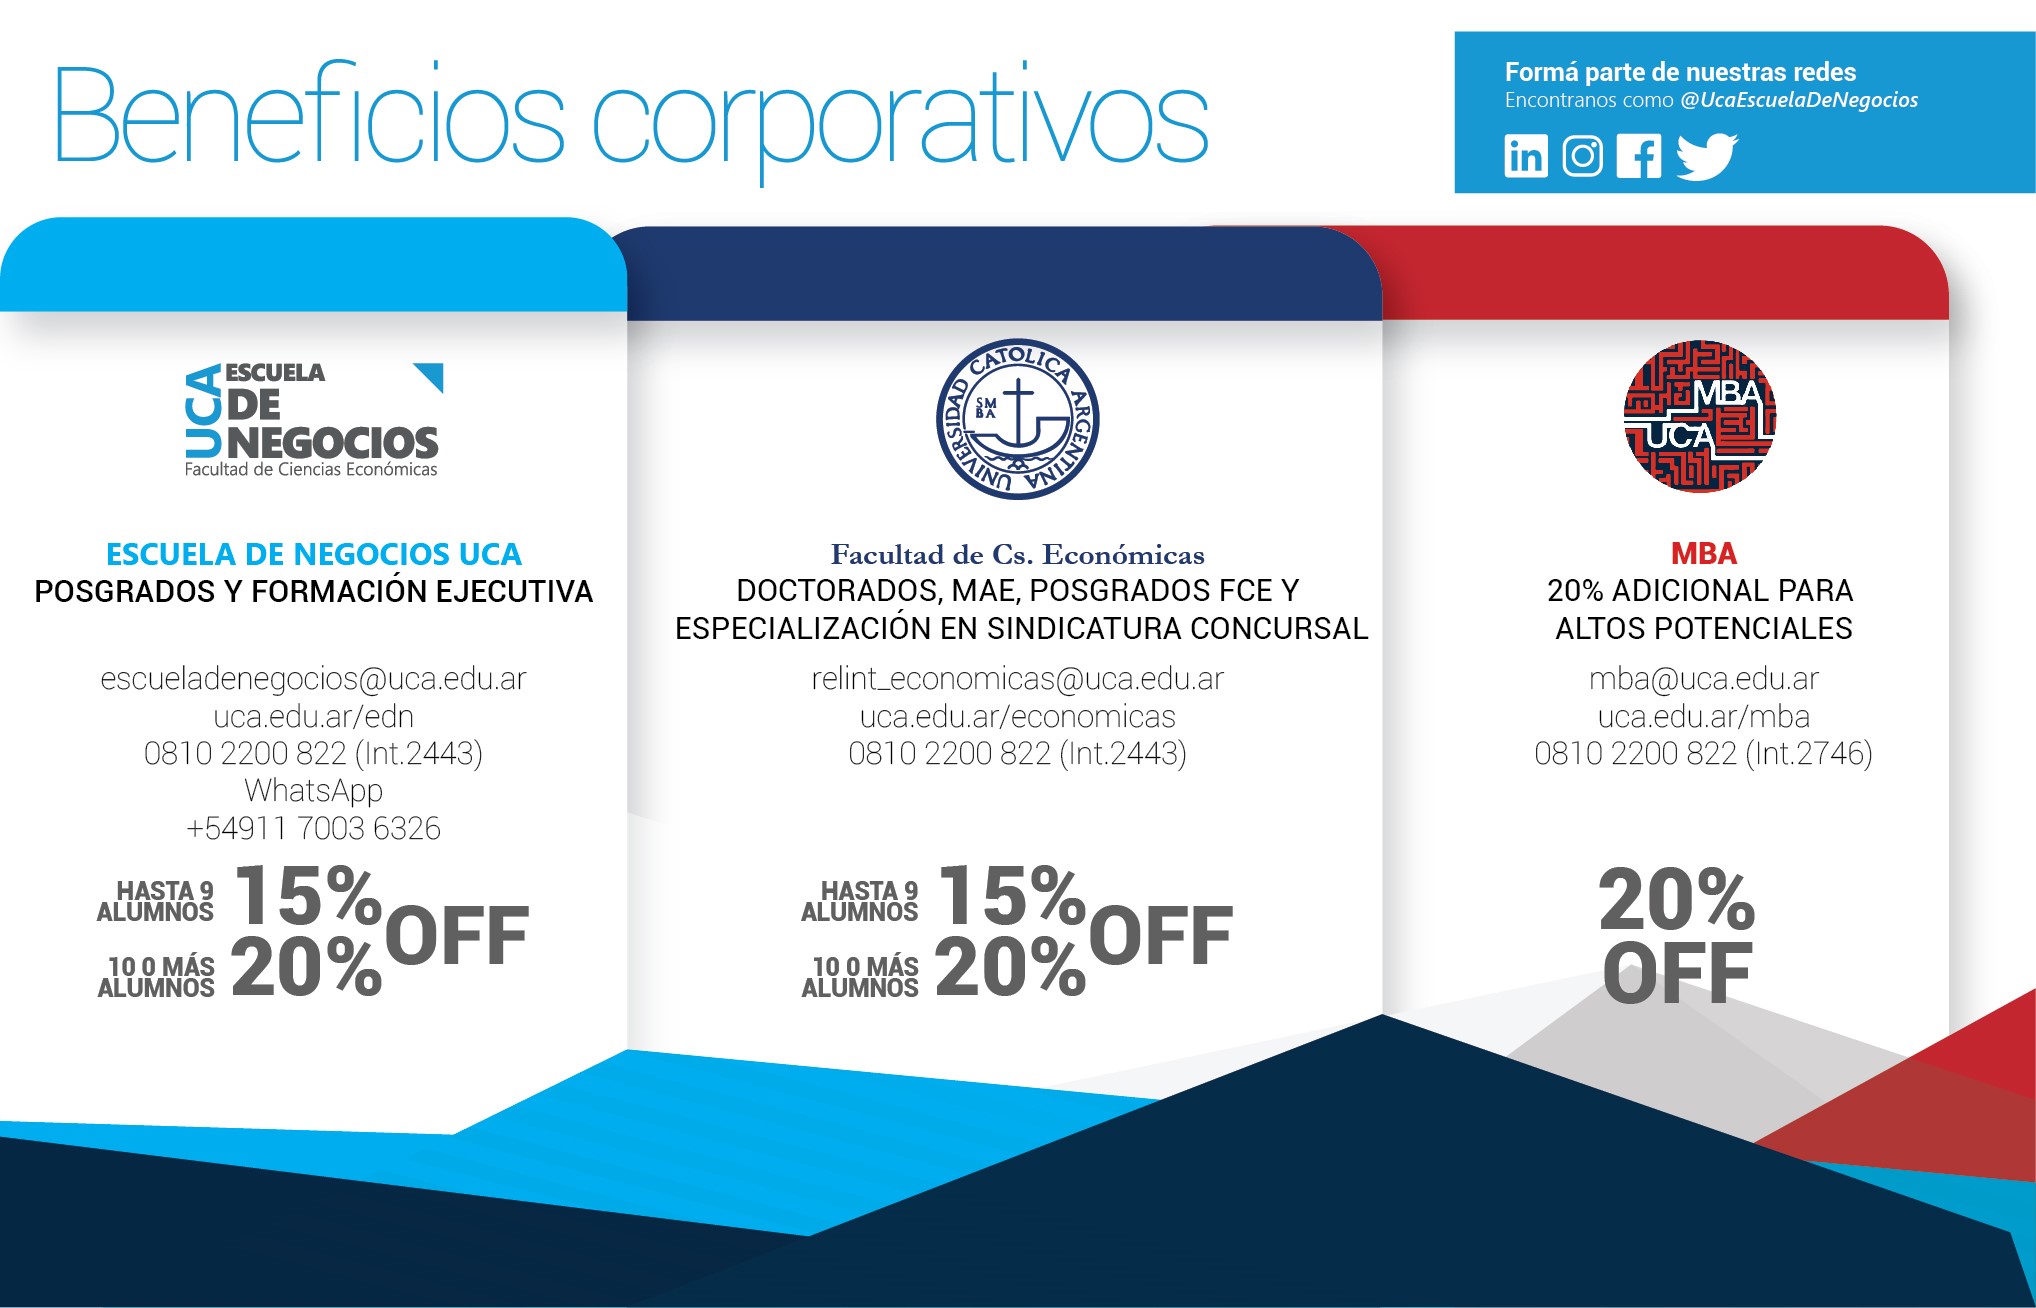 Beneficios corporativos
Formá parte de nuestras redes
Encontranos como @UcaEscuelaDeNegocios
in
UCA
ESCUELA
DE
NEGOCIOS
Facultad de Ciencias Económicas
ESCUELA DE NEGOCIOS UCA
POSGRADOS Y FORMACIÓN EJECUTIVA
escueladenegocios@uca.edu.ar
uca.edu.ar/edn
0810 2200 822 (Int.2443)
WhatsApp
+54911 7003 6326
HASTA 9
ALUMNOS
15%
10 0 MÁS
ALUMNOS
20%
OFF
UNIVERSIDAD CATOLICA ARGENTINA
SM
BA
Facultad de Cs. Económicas
DOCTORADOS, MAE, POSGRADOS FCE Y
ESPECIALIZACIÓN EN SINDICATURA CONCURSAL
relint_economicas@uca.edu.ar
uca.edu.ar/economicas
0810 2200 822 (Int.2443)
HASTA 9
ALUMNOS
15%
10 0 MÁS
ALUMNOS
20%
OFF
MBA
UCA
MBA
20% ADICIONAL PARA
ALTOS POTENCIALES
mba@uca.edu.ar
uca.edu.ar/mba
0810 2200 822 (Int.2746)
20%
OFF